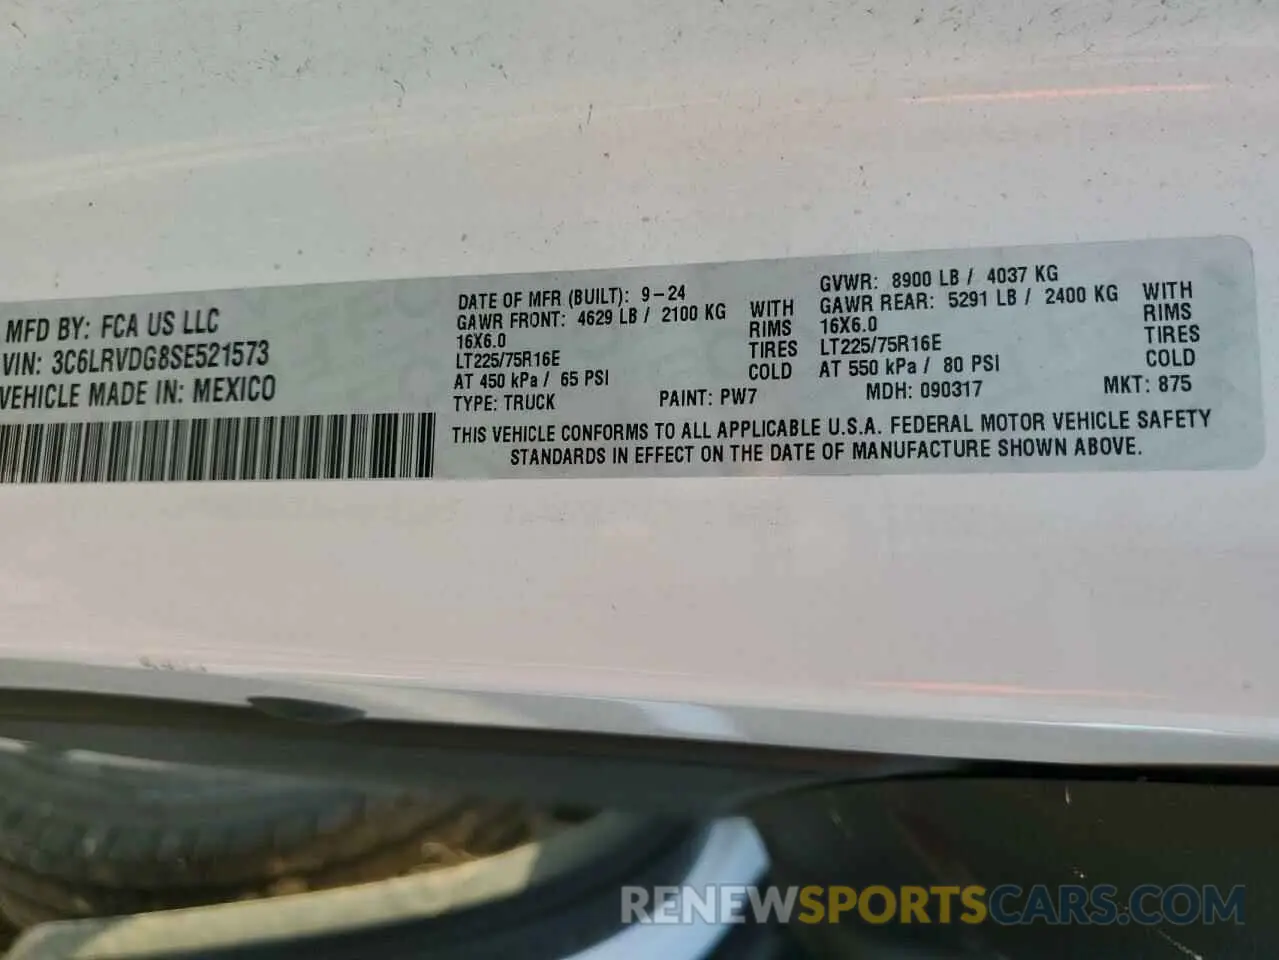 MFD BY: FCA US LLC
VIN: 3C6LRVDG8SE521573
VEHICLE MADE IN: MEXICO
DATE OF MFR (BUILT): 9-24
GAWR FRONT: 4629 LB / 2100 KG WITH
16X6.0 RIMS
LT225/75R16E TIRES
AT 450 kPa / 65 PSI COLD
GVWR: 8900 LB / 4037 KG
GAWR REAR: 5291 LB / 2400 KG WITH
16X6.0 RIMS
LT225/75R16E TIRES
AT 550 kPa / 80 PSI COLD
TYPE: TRUCK PAINT: PW7 MDH: 090317 MKT: 875
THIS VEHICLE CONFORMS TO ALL APPLICABLE U.S.A. FEDERAL MOTOR VEHICLE SAFETY
STANDARDS IN EFFECT ON THE DATE OF MANUFACTURE SHOWN ABOVE.
RENEWSPORTSCARS.COM